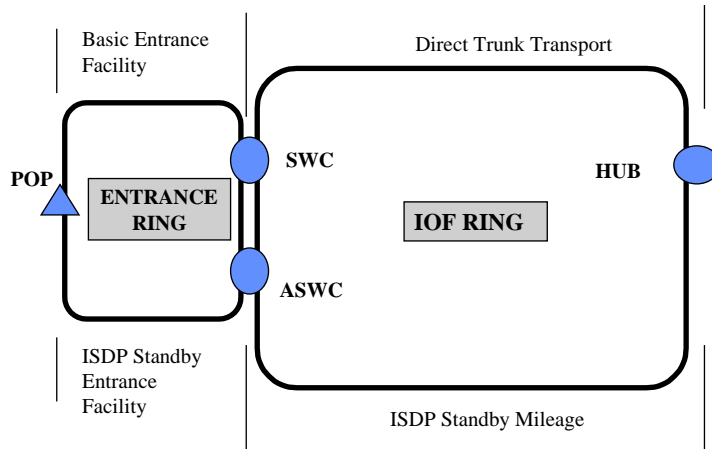 Basic Entrance
Facility
Direct Trunk Transport
SWC
POP
HUB
ENTRANCE
RING
IOF RING
ASWC
ISDP Standby
Entrance
Facility
ISDP Standby Mileage